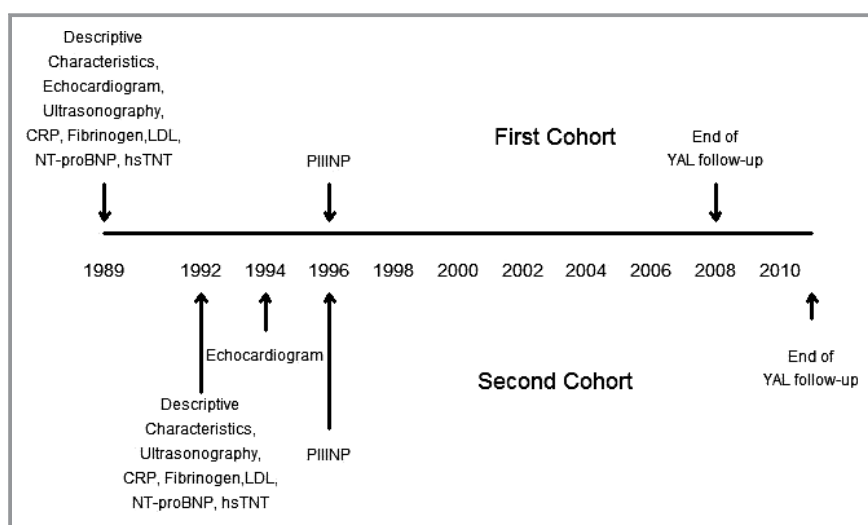 Descriptive
Characteristics,
Echocardiogram,
Ultrasonography,
CRP, Fibrinogen,LDL,
NT-proBNP, hsTNT
PIIINP
First Cohort
End of
YAL follow-up
1989 1992 1994 1996 1998 2000 2002 2004 2006 2008 2010
Echocardiogram
Descriptive
Characteristics,
Ultrasonography,
CRP, Fibrinogen,LDL,
NT-proBNP, hsTNT
PIIINP
Second Cohort
End of
YAL follow-up